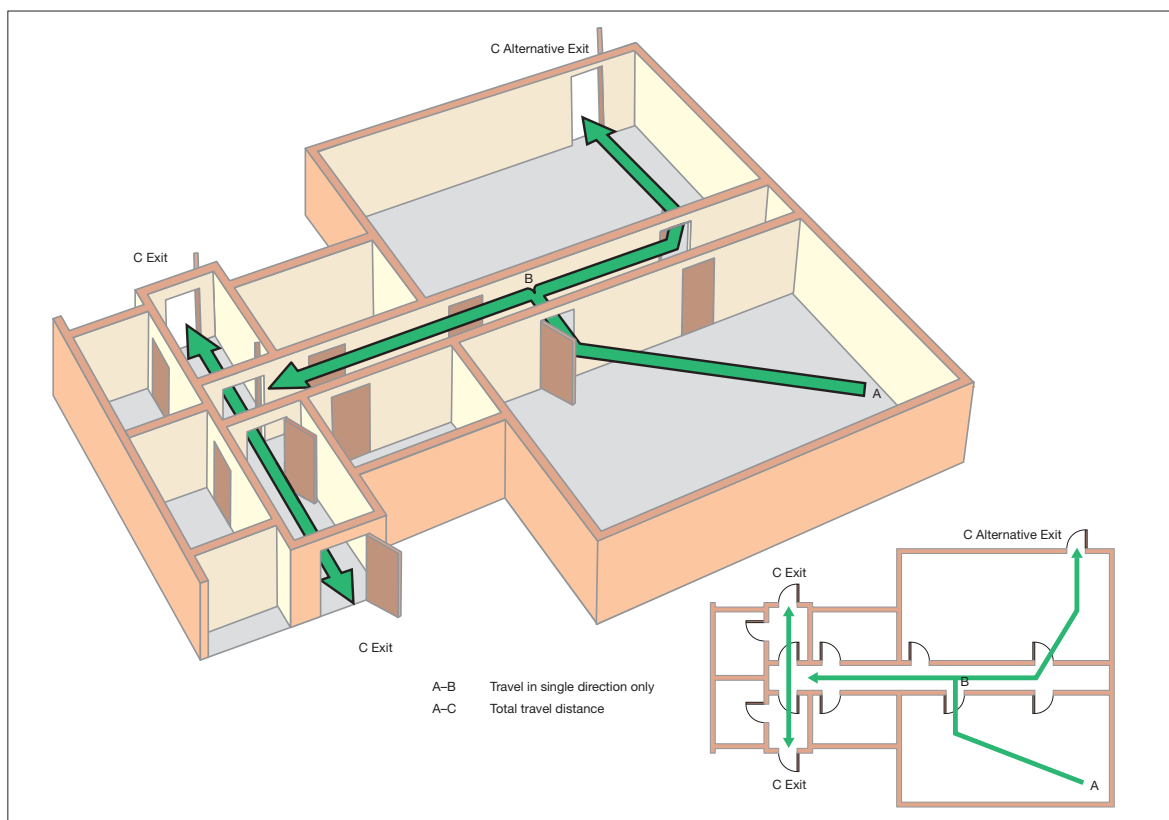 C Alternative Exit
C Exit
B
A
C Exit
A–B Travel in single direction only
A–C Total travel distance
C Alternative Exit
C Exit
B
A
C Exit